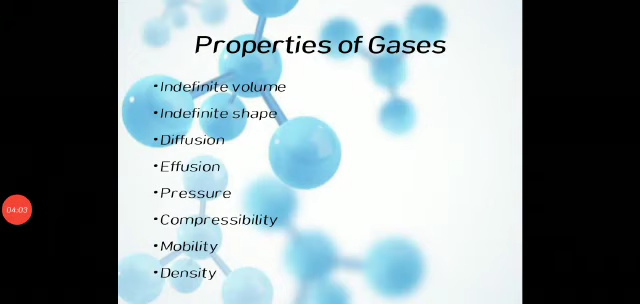 Properties of Gases
•Indefinite volume
•Indefinite shape
•Diffusion
•Effusion
•Pressure
•Compressibility
•Mobility
•Density
04:03